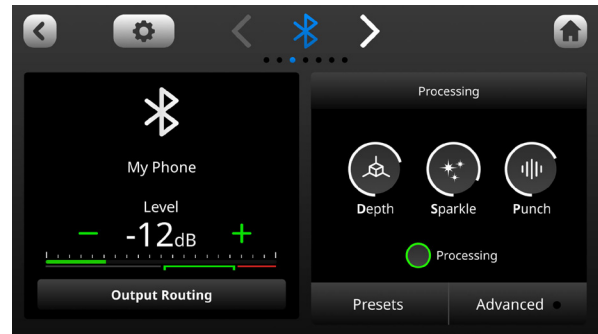 Processing
My Phone
Level
-12dB
Output Routing
Depth
Sparkle
Punch
Processing
Presets
Advanced